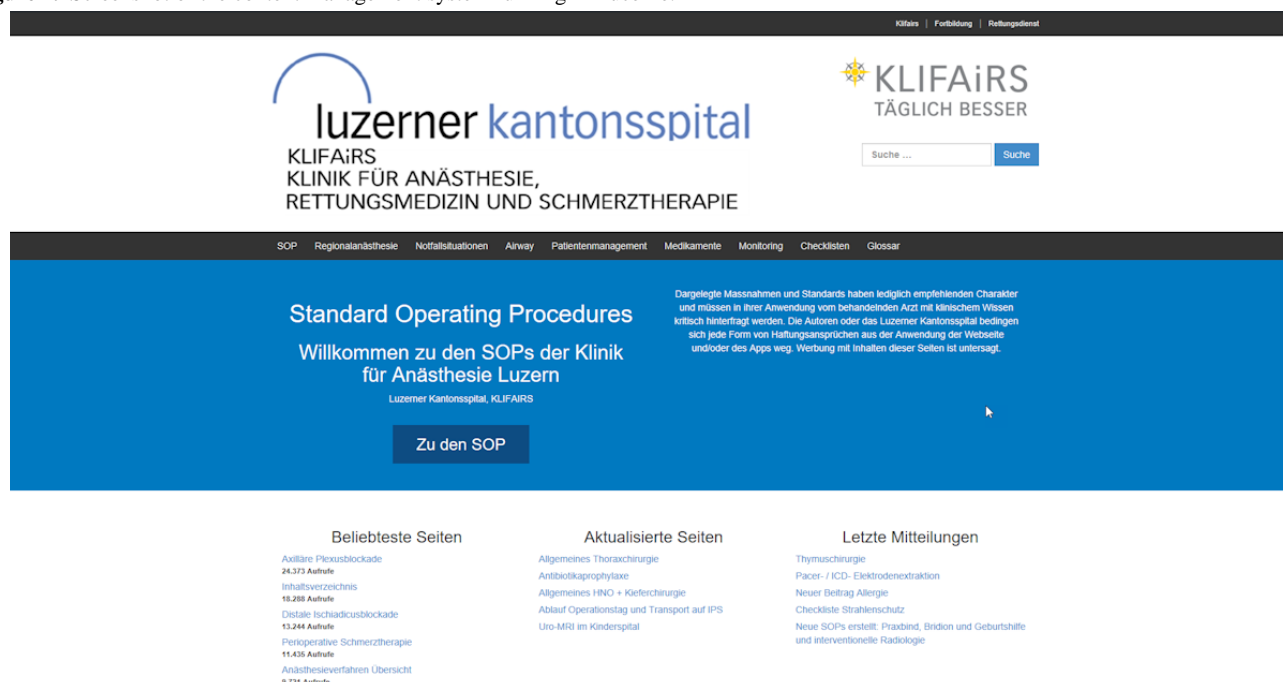 Klifairs | Fortbildung | Rettungsdienst
luzerner kantonsspital
KLIFAiRS
KLINIK FÜR ANÄSTHESIE,
RETTUNGSMEDIZIN UND SCHMERZTHERAPIE
KLIFAiRS
TÄGLICH BESSER
Suche ...
Suche
SOP Regionalanästhesie Notfallsituationen Airway Patientenmanagement Medikamente Monitoring Checklisten Glossar
Standard Operating Procedures
Willkommen zu den SOPs der Klinik
für Anästhesie Luzern
Luzerner Kantonsspital, KLIFAIRS
Zu den SOP
Dargelegte Massnahmen und Standards haben lediglich empfehlenden Charakter
und müssen in ihrer Anwendung vom behandelnden Arzt mit klinischem Wissen
kritisch hinterfragt werden. Die Autoren oder das Luzerner Kantonsspital bedingen
sich jede Form von Haftungsansprüchen aus der Anwendung der Webseite
und/oder des Apps weg. Werbung mit Inhalten dieser Seiten ist untersagt.
Beliebteste Seiten
Axilläre Plexusblockade
24.373 Aufrufe
Inhaltsverzeichnis
18.288 Aufrufe
Distale Ischiadicusblockade
13.244 Aufrufe
Perioperative Schmerztherapie
11.435 Aufrufe
Anästhesieverfahren Übersicht
Aktualisierte Seiten
Allgemeines Thoraxchirurgie
Antibiotikaprophylaxe
Allgemeines HNO + Kieferchirurgie
Ablauf Operationstag und Transport auf IPS
Uro-MRI im Kinderspital
Letzte Mitteilungen
Thymuschirurgie
Pacer- / ICD- Elektrodenextraktion
Neuer Beitrag Allergie
Checkliste Strahlenschutz
Neue SOPs erstellt: Praxbind, Bridion und Geburtshilfe
und interventionelle Radiologie